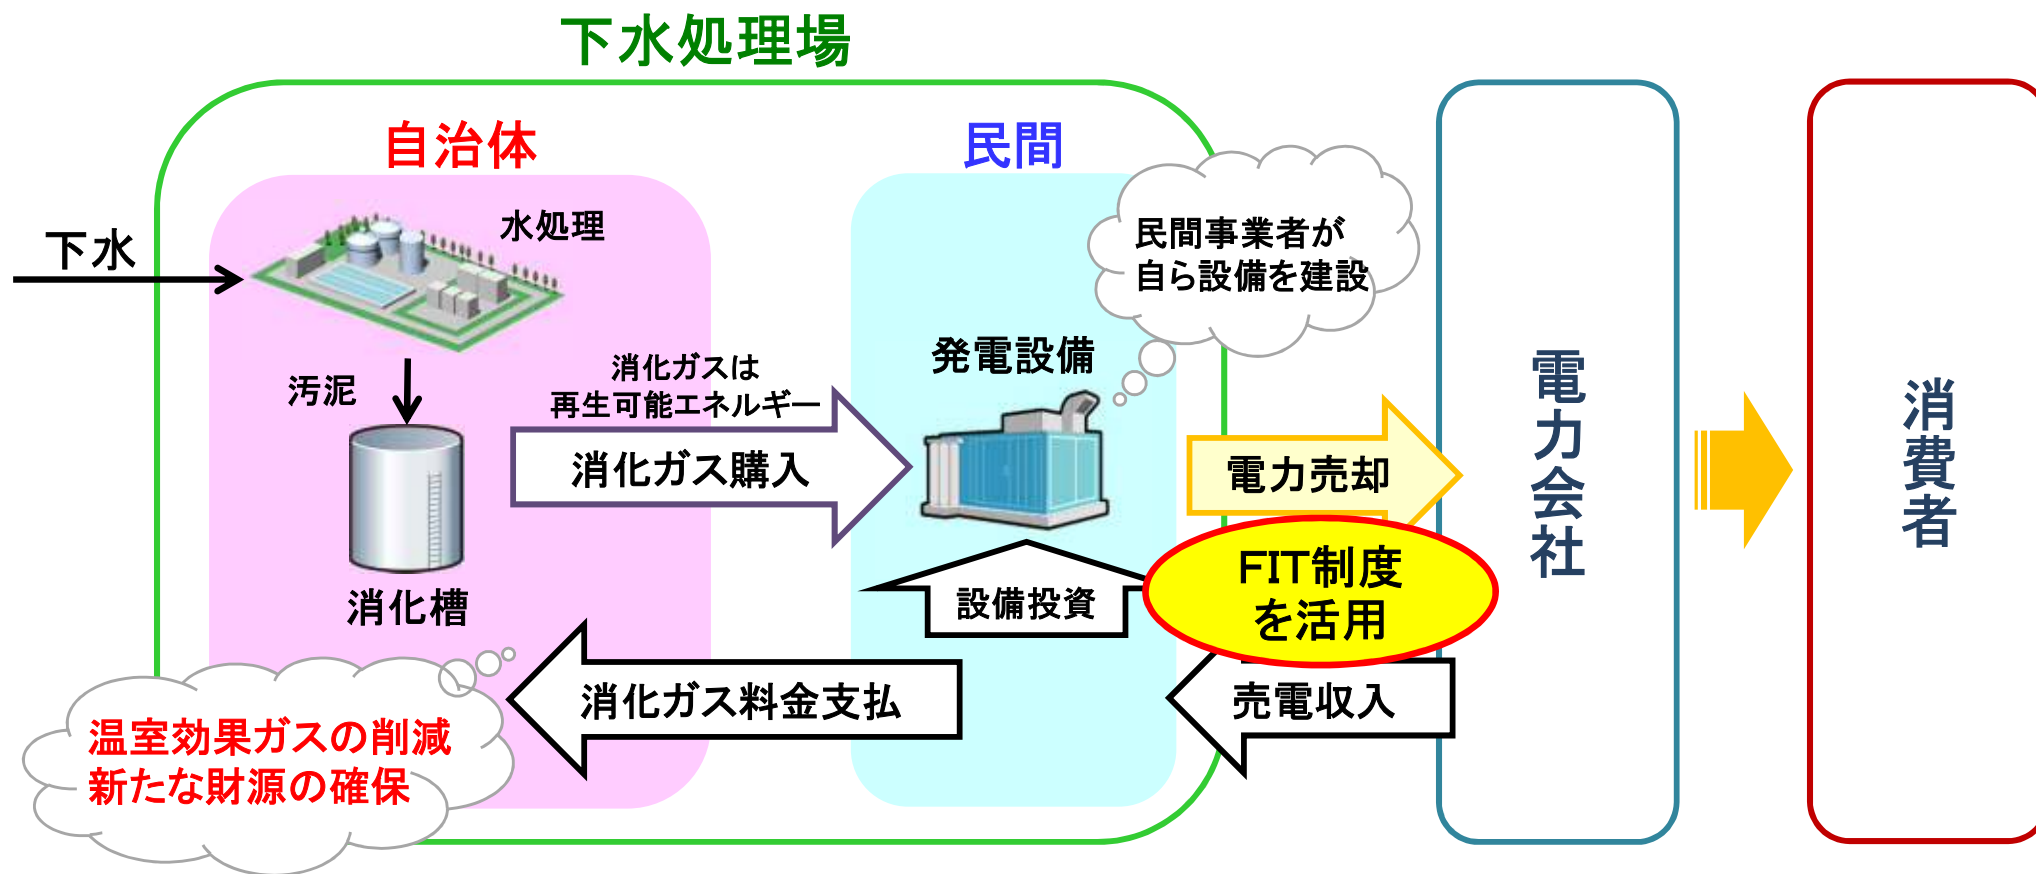 下水処理場
自治体
民間
下水
水処理
民間事業者が
自ら設備を建設
汚泥
消化ガスは
再生可能エネルギー
発電設備
消化ガス購入
電力売却
電力会社
消費者
消化槽
設備投資
FIT制度
を活用
消化ガス料金支払
売電収入
温室効果ガスの削減
新たな財源の確保